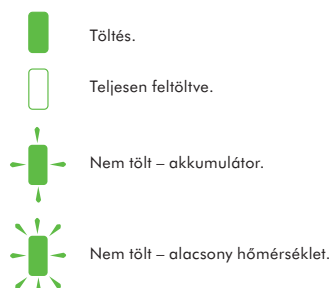 Töltés.
Teljesen feltöltve.
Nem tölt – akkumulátor.
Nem tölt – alacsony hőmérséklet.